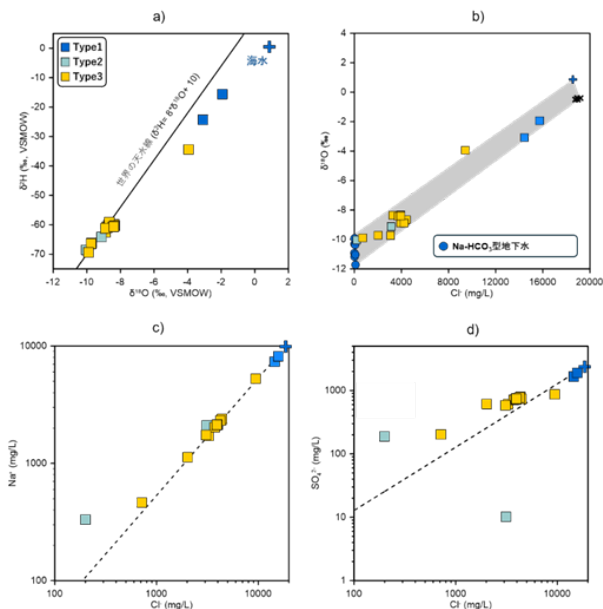 a)
Type1
Type2
Type3
海水
世界の天水線 (δ²H= 8*δ¹⁸O+ 10)
δ²H (‰, VSMOW)
10
0
-10
-20
-30
-40
-50
-60
-70
-10
-8
-6
-4
-2
0
2
δ¹⁸O (‰, VSMOW)
b)
δ¹⁸O (‰)
2
0
-2
-4
-6
-8
-10
-12
Na-HCO₃型地下水
0
4000
8000
12000
16000
20000
Cl⁻ (mg/L)
c)
Na⁺ (mg/L)
10000
1000
100
100
1000
10000
Cl⁻ (mg/L)
d)
SO₄²⁻ (mg/L)
1000
100
10
1
100
1000
10000
Cl⁻ (mg/L)